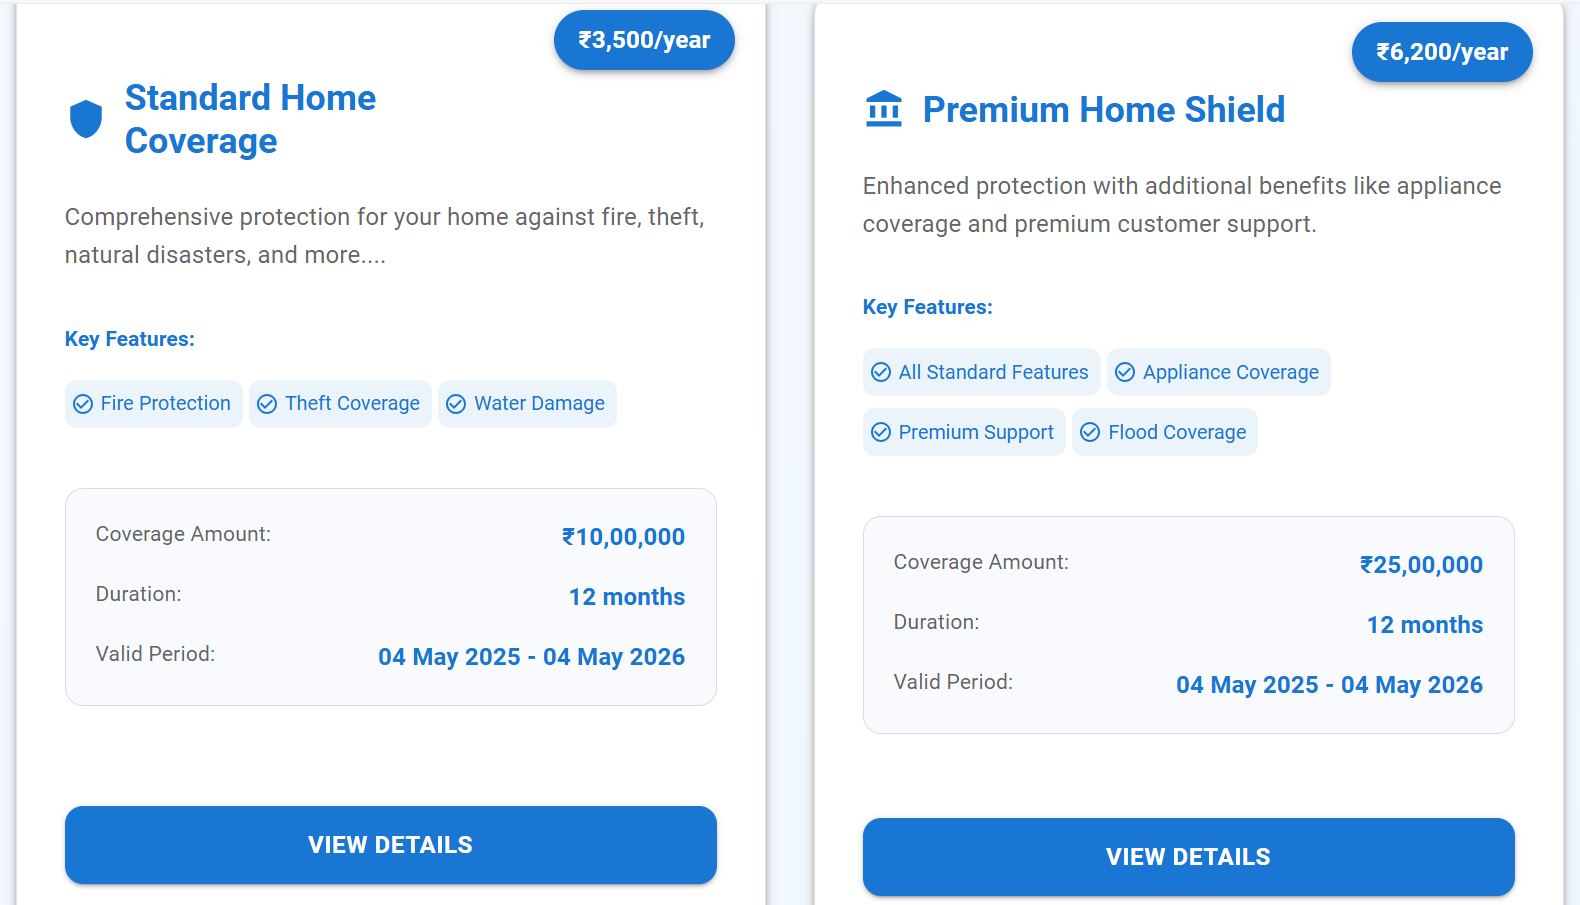 ₹3,500/year
Standard Home
Coverage
Comprehensive protection for your home against fire, theft,
natural disasters, and more....
Key Features:
Fire Protection
Theft Coverage
Water Damage
Coverage Amount:
₹10,00,000
Duration:
12 months
Valid Period:
04 May 2025 - 04 May 2026
VIEW DETAILS
₹6,200/year
Premium Home Shield
Enhanced protection with additional benefits like appliance
coverage and premium customer support.
Key Features:
All Standard Features
Appliance Coverage
Premium Support
Flood Coverage
Coverage Amount:
₹25,00,000
Duration:
12 months
Valid Period:
04 May 2025 - 04 May 2026
VIEW DETAILS